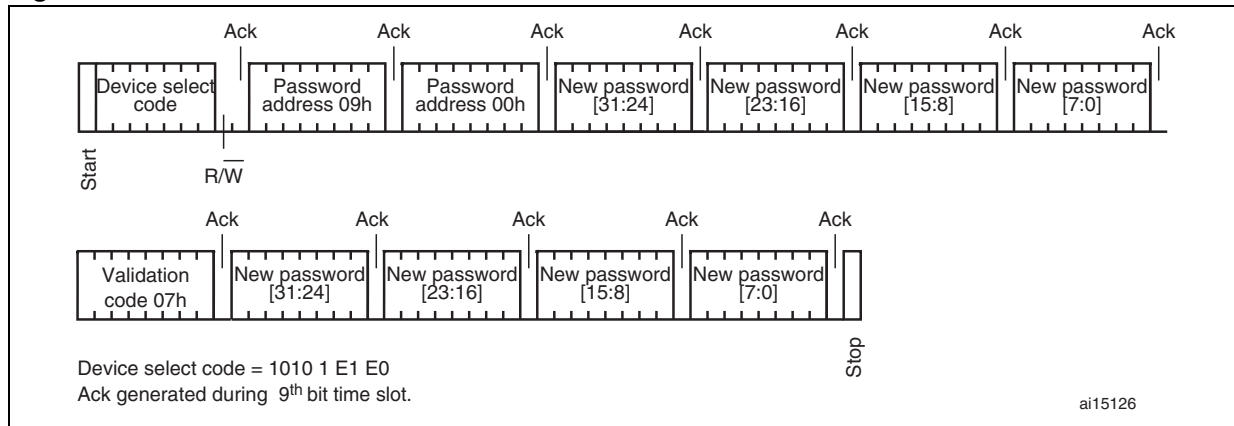 Ack Ack Ack Ack Ack Ack Ack
Device select Password Password New password New password New password New password
code address 09h address 00h [31:24] [23:16] [15:8] [7:0]
Start
R/W̅
Ack Ack Ack Ack Ack
Validation New password New password New password New password
code 07h [31:24] [23:16] [15:8] [7:0]
Stop
Device select code = 1010 1 E1 E0
Ack generated during 9th bit time slot.
ai15126